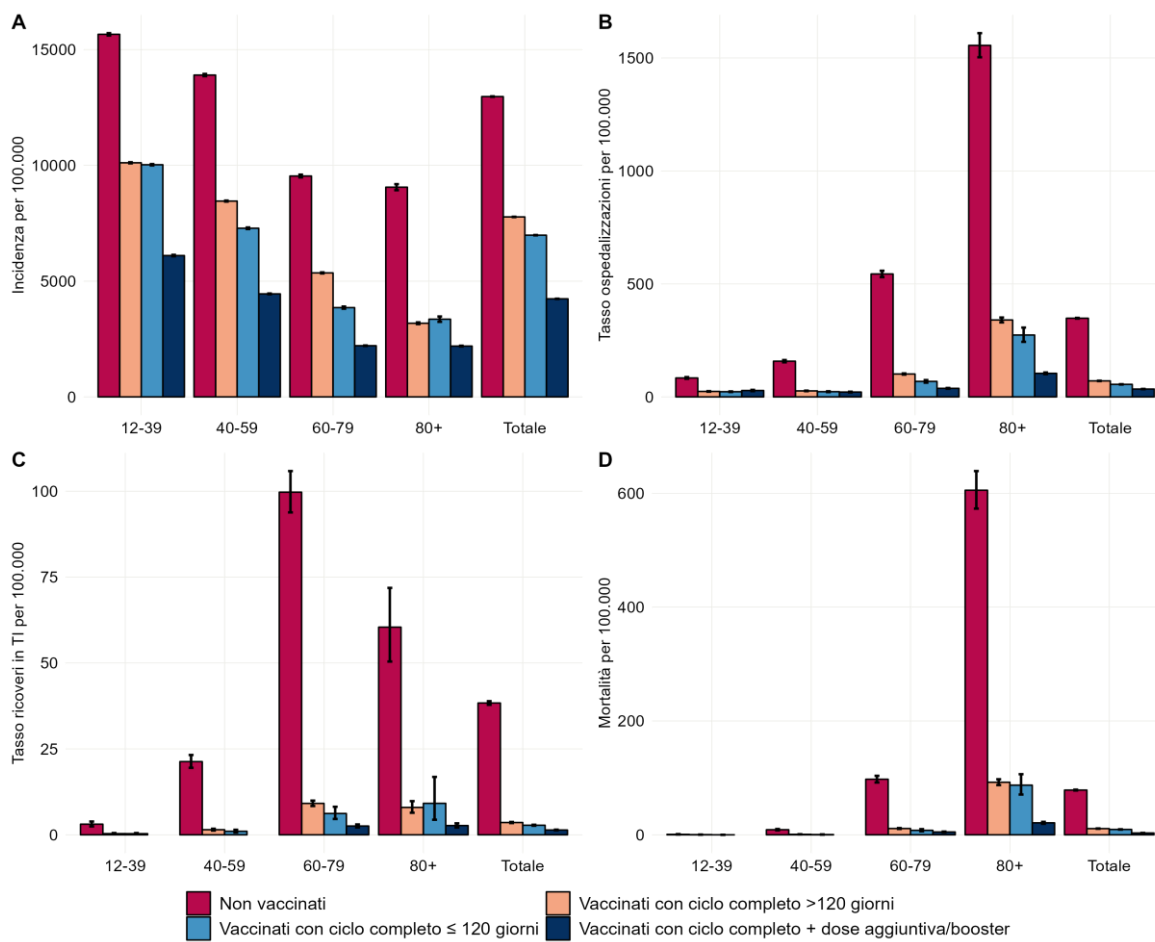 A
Incidenza per 100.000
15000
10000
5000
0
12-39 40-59 60-79 80+ Totale
B
Tasso ospedalizzazioni per 100.000
1500
1000
500
0
12-39 40-59 60-79 80+ Totale
C
Tasso ricoveri in TI per 100.000
100
75
50
25
0
12-39 40-59 60-79 80+ Totale
D
Mortalità per 100.000
600
400
200
0
12-39 40-59 60-79 80+ Totale
Non vaccinati
Vaccinati con ciclo completo >120 giorni
Vaccinati con ciclo completo ≤ 120 giorni
Vaccinati con ciclo completo + dose aggiuntiva/booster